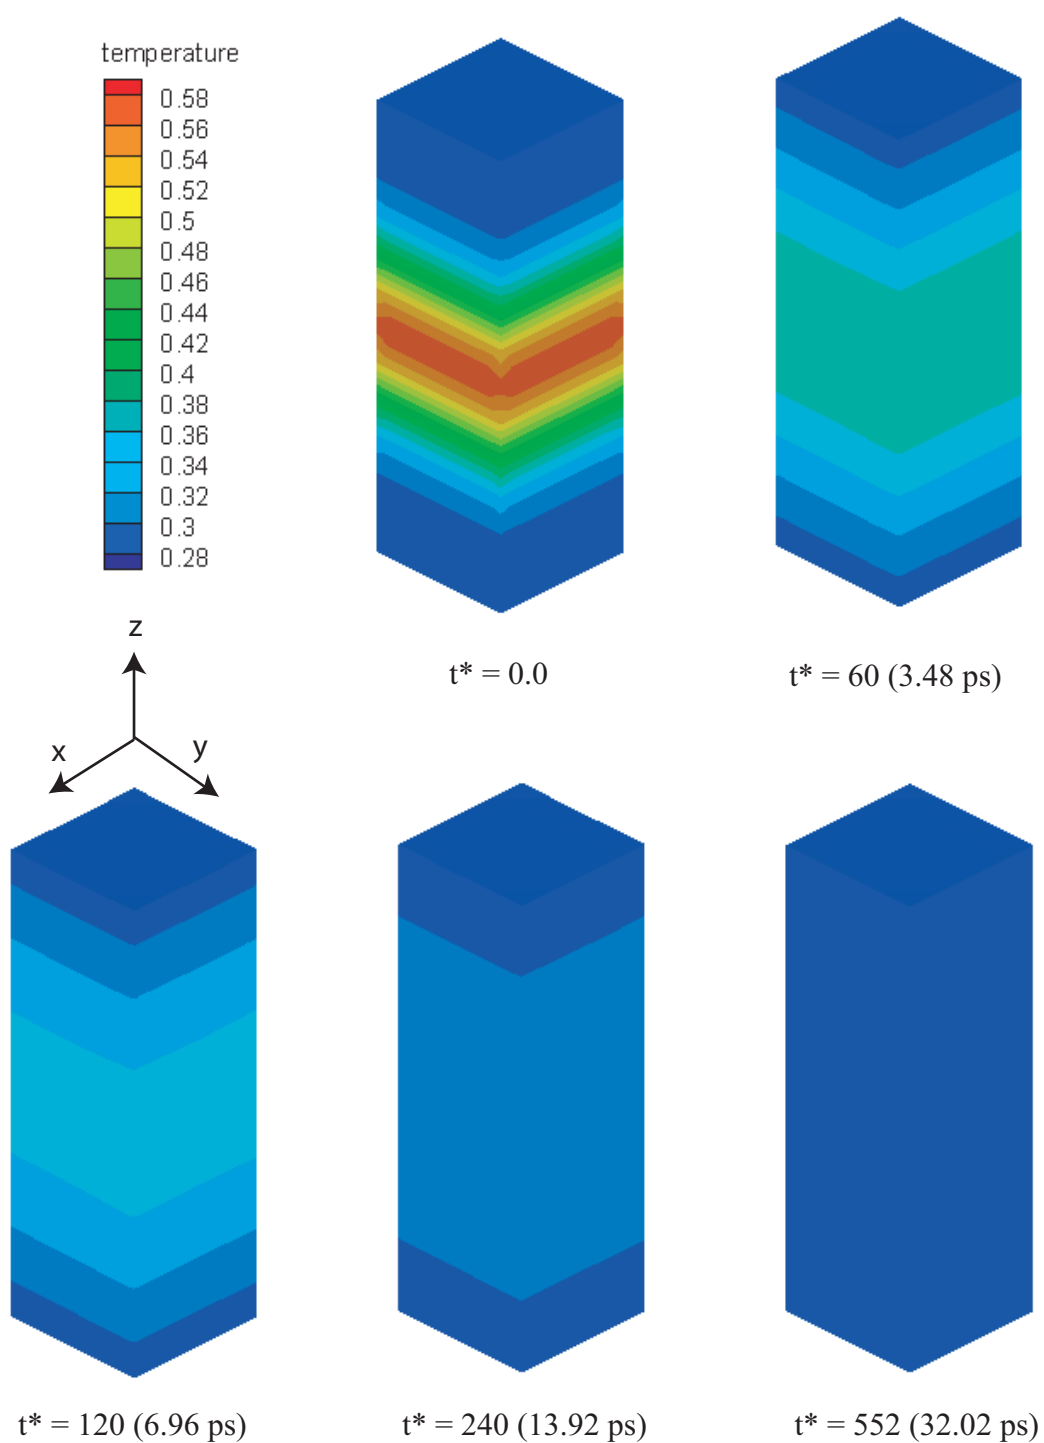 temperature
0.58
0.56
0.54
0.52
0.5
0.48
0.46
0.44
0.42
0.4
0.38
0.36
0.34
0.32
0.3
0.28
t* = 0.0
t* = 60 (3.48 ps)
z
x
y
t* = 120 (6.96 ps)
t* = 240 (13.92 ps)
t* = 552 (32.02 ps)